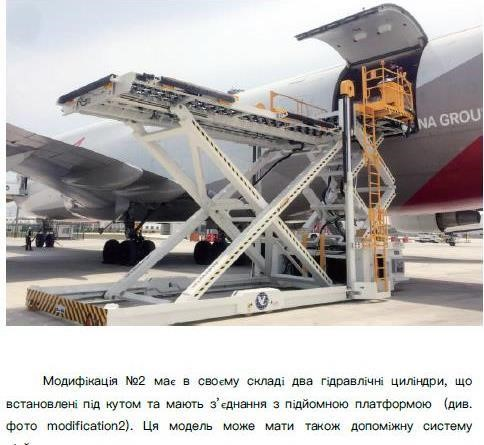 NA GROU
Модифікація №2 має в своєму складі два гідравлічні циліндри, що
встановлені під кутом та мають з'єднання з підйомною платформою (див.
фото modification2). Ця модель може мати також допоміжну систему